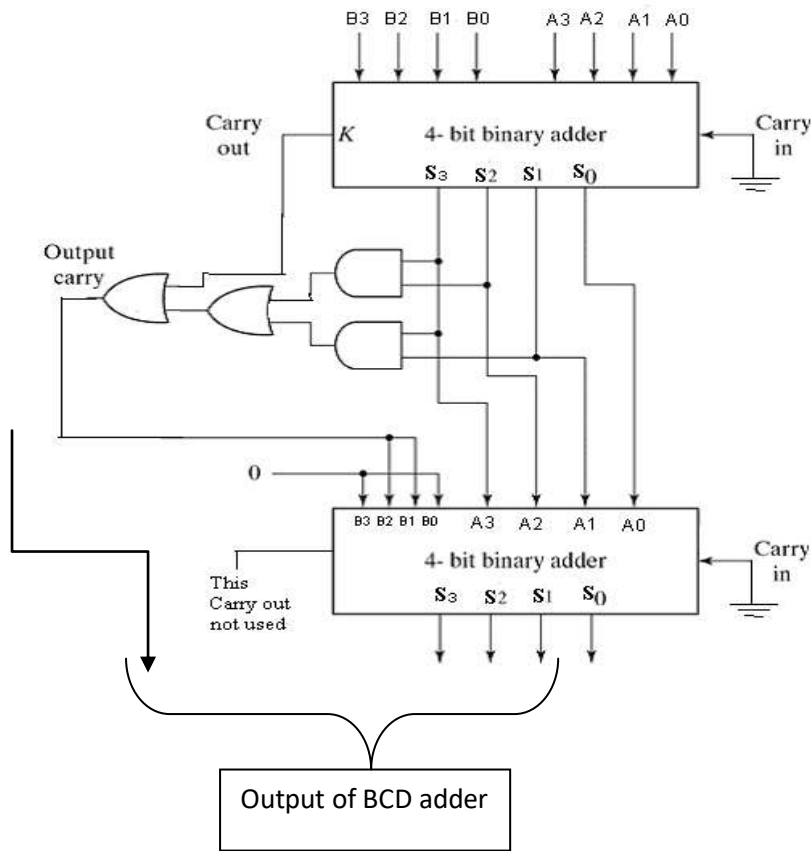 B3 B2 B1 B0 A3 A2 A1 A0
Carry
out
K
4- bit binary adder
Carry
in
S3 S2 S1 S0
Output
carry
0
B3 B2 B1 B0 A3 A2 A1 A0
4- bit binary adder
Carry
in
This
Carry out
not used
S3 S2 S1 S0
Output of BCD adder